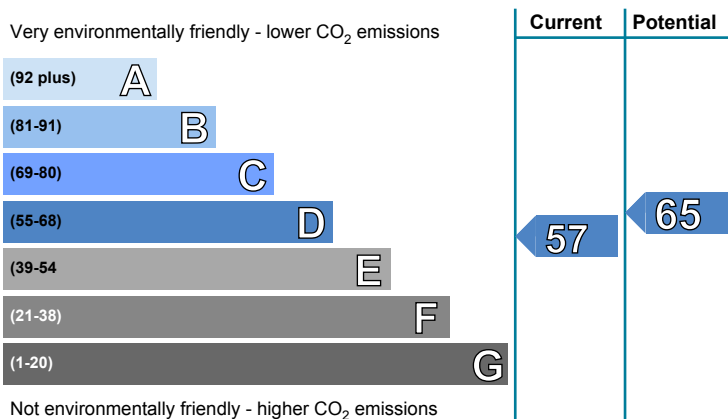 Current Potential
Very environmentally friendly - lower CO2 emissions
(92 plus) A
(81-91) B
(69-80) C
(55-68) D
57 65
(39-54 E
(21-38) F
(1-20) G
Not environmentally friendly - higher CO2 emissions